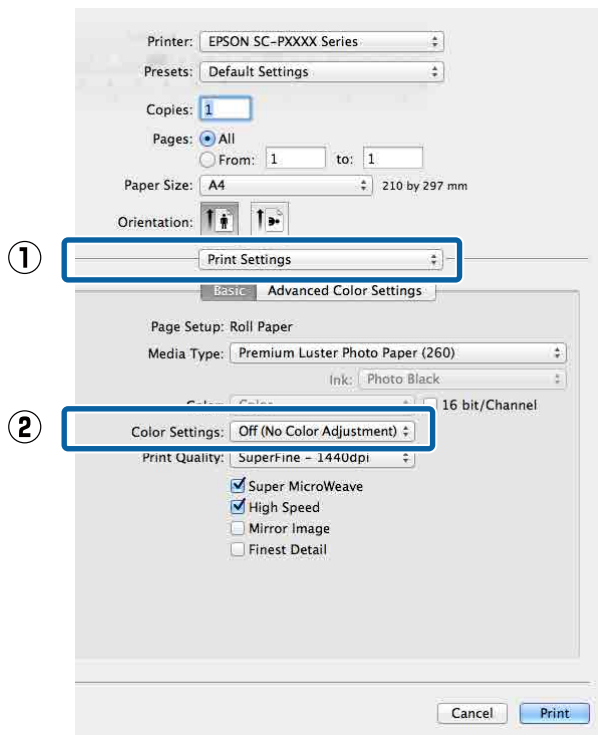 Printer: EPSON SC-PXXXX Series
Presets: Default Settings
Copies: 1
Pages: All
From: 1 to: 1
Paper Size: A4 210 by 297 mm
Orientation:
① Print Settings
Basic Advanced Color Settings
Page Setup: Roll Paper
Media Type: Premium Luster Photo Paper (260)
Ink: Photo Black
Color: Color 16 bit/Channel
② Color Settings: Off (No Color Adjustment)
Print Quality: SuperFine - 1440dpi
Super MicroWeave
High Speed
Mirror Image
Finest Detail
Cancel Print